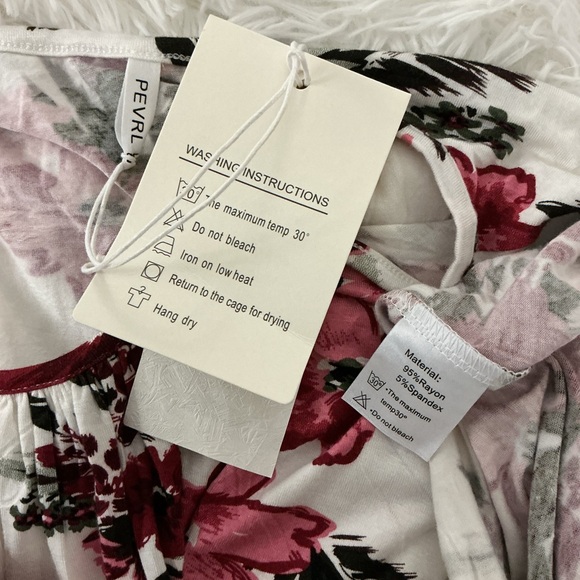 PEVRL
WASHING INSTRUCTIONS
The maximum temp 30°
Do not bleach
Iron on low heat
Return to the cage for drying
Hang dry
Material:
95%Rayon
5%Spandex
30°
•The maximum
temp30°
•Do not bleach